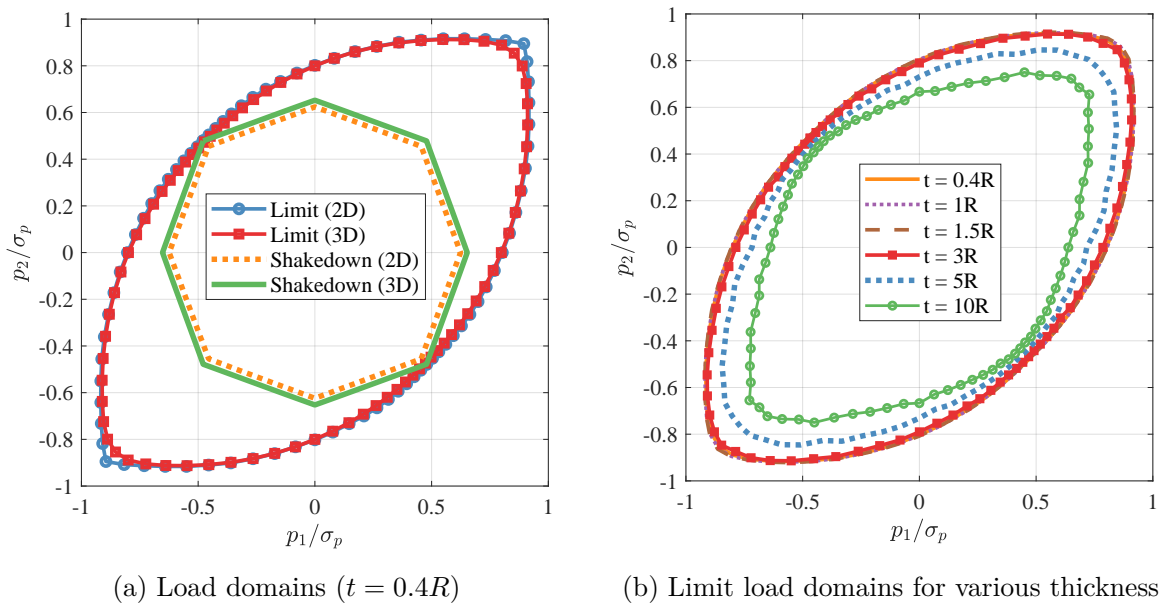 1
0.8
0.6
0.4
0.2
0
-0.2
-0.4
-0.6
-0.8
-1
p₂/σₚ
Limit (2D)
Limit (3D)
Shakedown (2D)
Shakedown (3D)
-1
-0.5
0
0.5
1
p₁/σₚ
(a) Load domains (t = 0.4R)
1
0.8
0.6
0.4
0.2
0
-0.2
-0.4
-0.6
-0.8
-1
p₂/σₚ
t = 0.4R
t = 1R
t = 1.5R
t = 3R
t = 5R
t = 10R
-1
-0.5
0
0.5
1
p₁/σₚ
(b) Limit load domains for various thickness